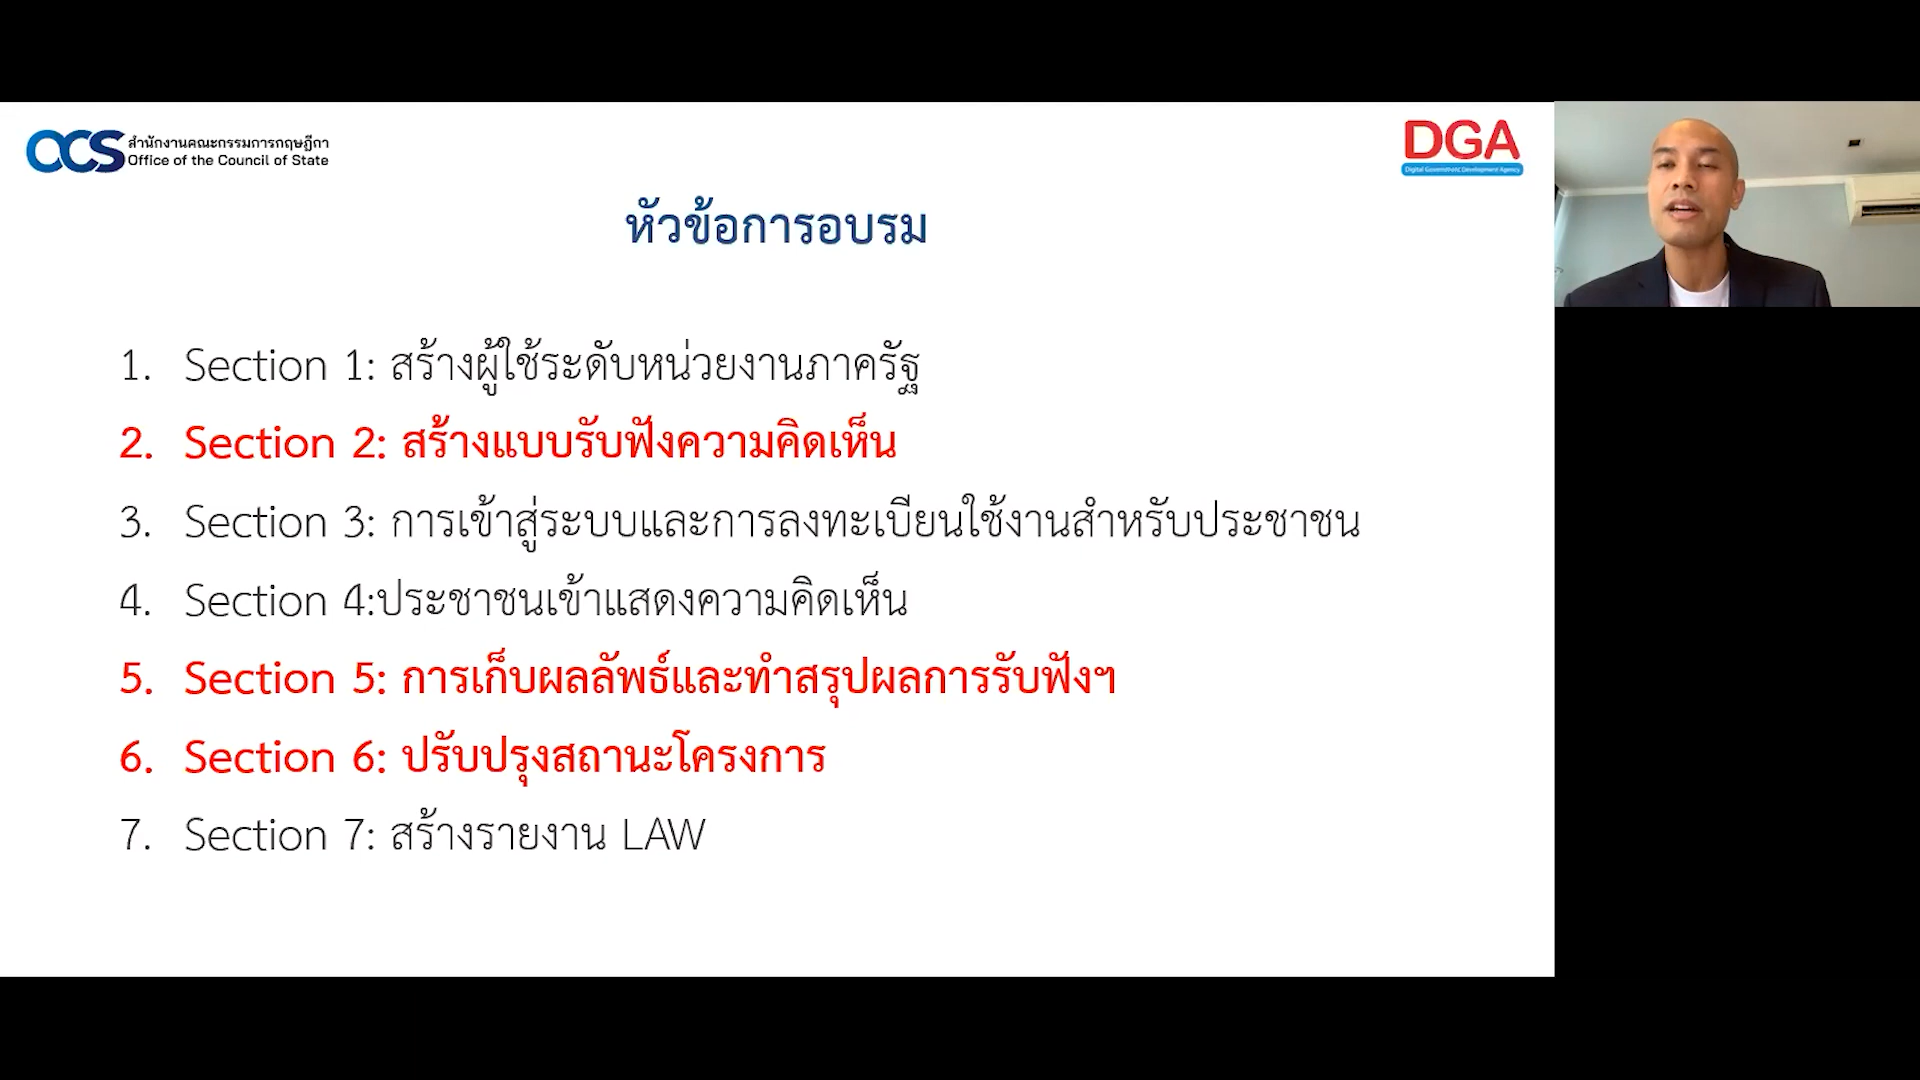 OCS สำนักงานคณะกรรมการกฤษฎีกา
Office of the Council of State
DGA
Digital Government Development Agency
หัวข้อการอบรม
1. Section 1: สร้างผู้ใช้ระดับหน่วยงานภาครัฐ
2. Section 2: สร้างแบบรับฟังความคิดเห็น
3. Section 3: การเข้าสู่ระบบและการลงทะเบียนใช้งานสำหรับประชาชน
4. Section 4:ประชาชนเข้าแสดงความคิดเห็น
5. Section 5: การเก็บผลลัพธ์และทำสรุปผลการรับฟังฯ
6. Section 6: ปรับปรุงสถานะโครงการ
7. Section 7: สร้างรายงาน LAW